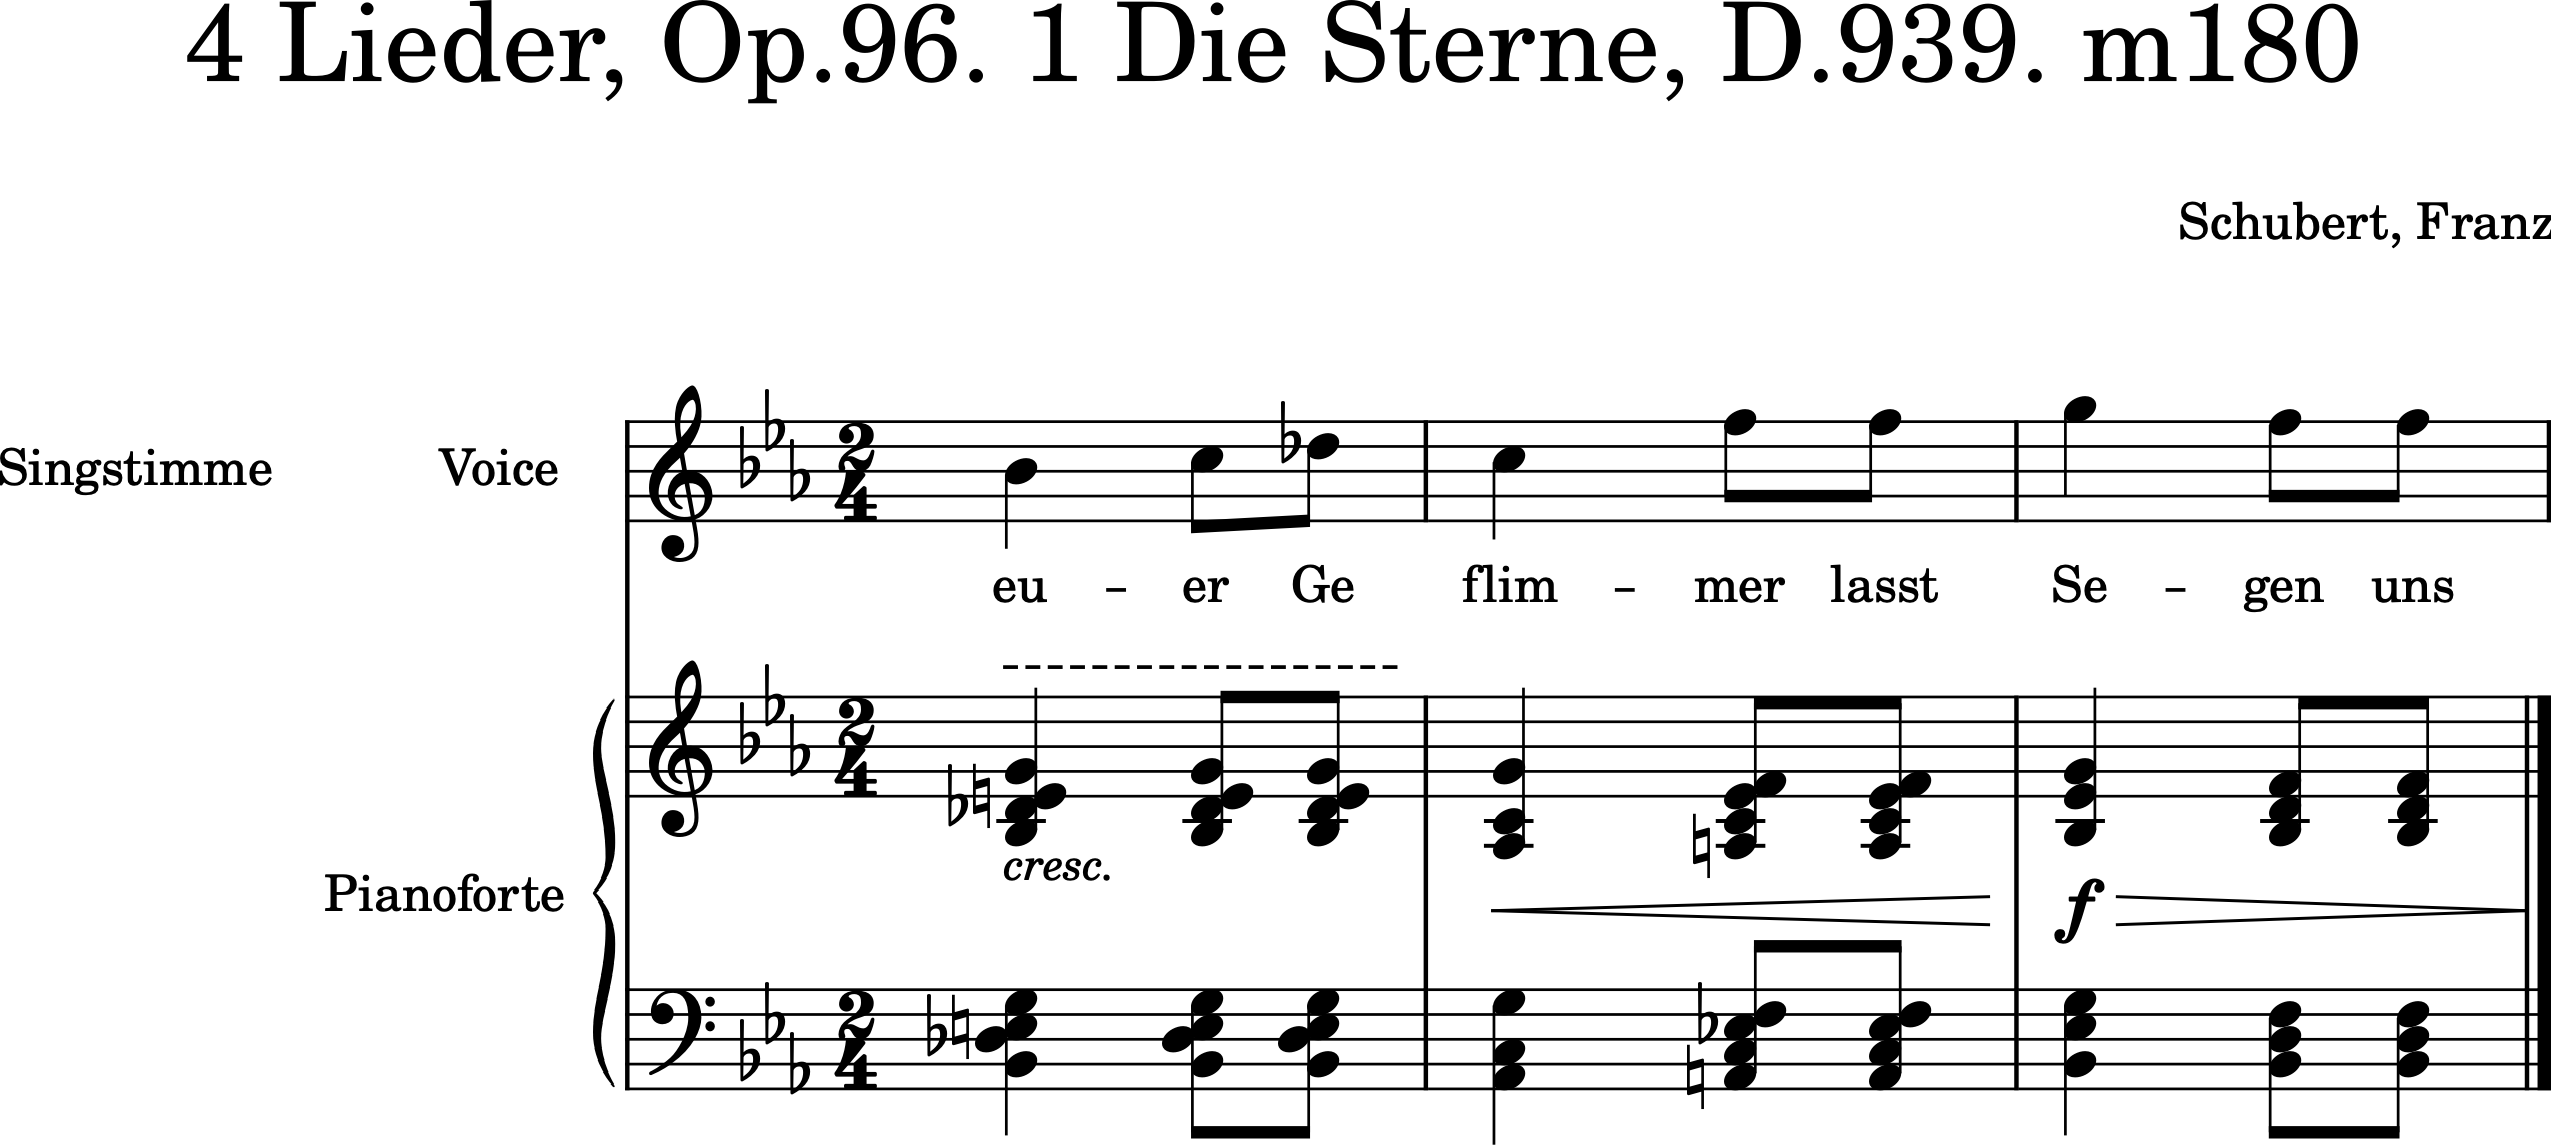 4 Lieder, Op.96. 1 Die Sterne, D.939. m180
Schubert, Franz
Singstimme Voice
eu - er Ge flim - mer lasst Se - gen uns
cresc.
Pianoforte
f